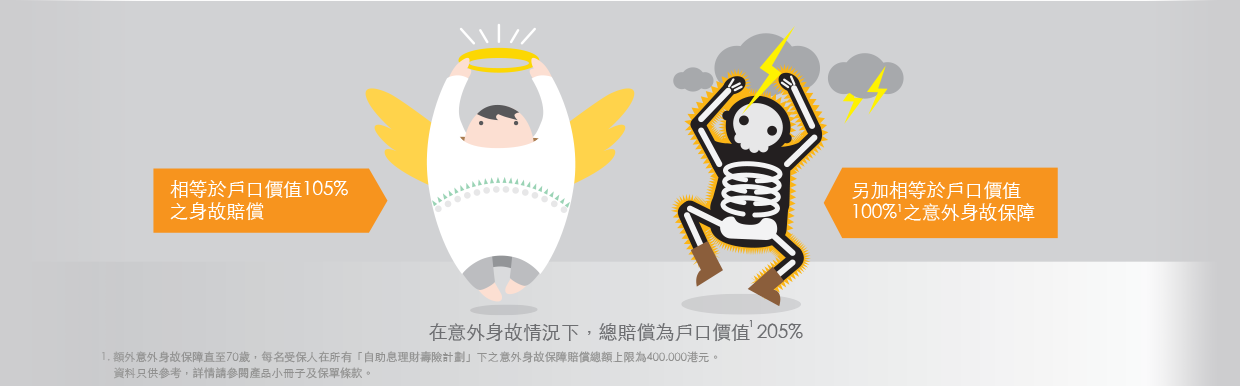 相等於戶口價值105%
之身故賠償
另加相等於戶口價值
100%¹之意外身故保障
在意外身故情況下，總賠償為戶口價值¹ 205%
1. 額外意外身故保障直至70歲，每名受保人在所有「自助息理財壽險計劃」下之意外身故保障賠償總額上限為400.000港元。
資料只供參考，詳情請參閱產品小冊子及保單條款。